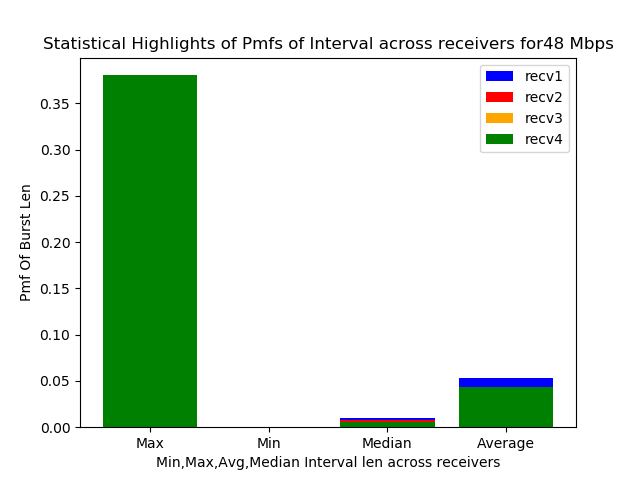 Statistical Highlights of Pmfs of Interval across receivers for48 Mbps
recv1
recv2
recv3
recv4
Pmf Of Burst Len
0.35
0.30
0.25
0.20
0.15
0.10
0.05
0.00
Max Min Median Average
Min,Max,Avg,Median Interval len across receivers